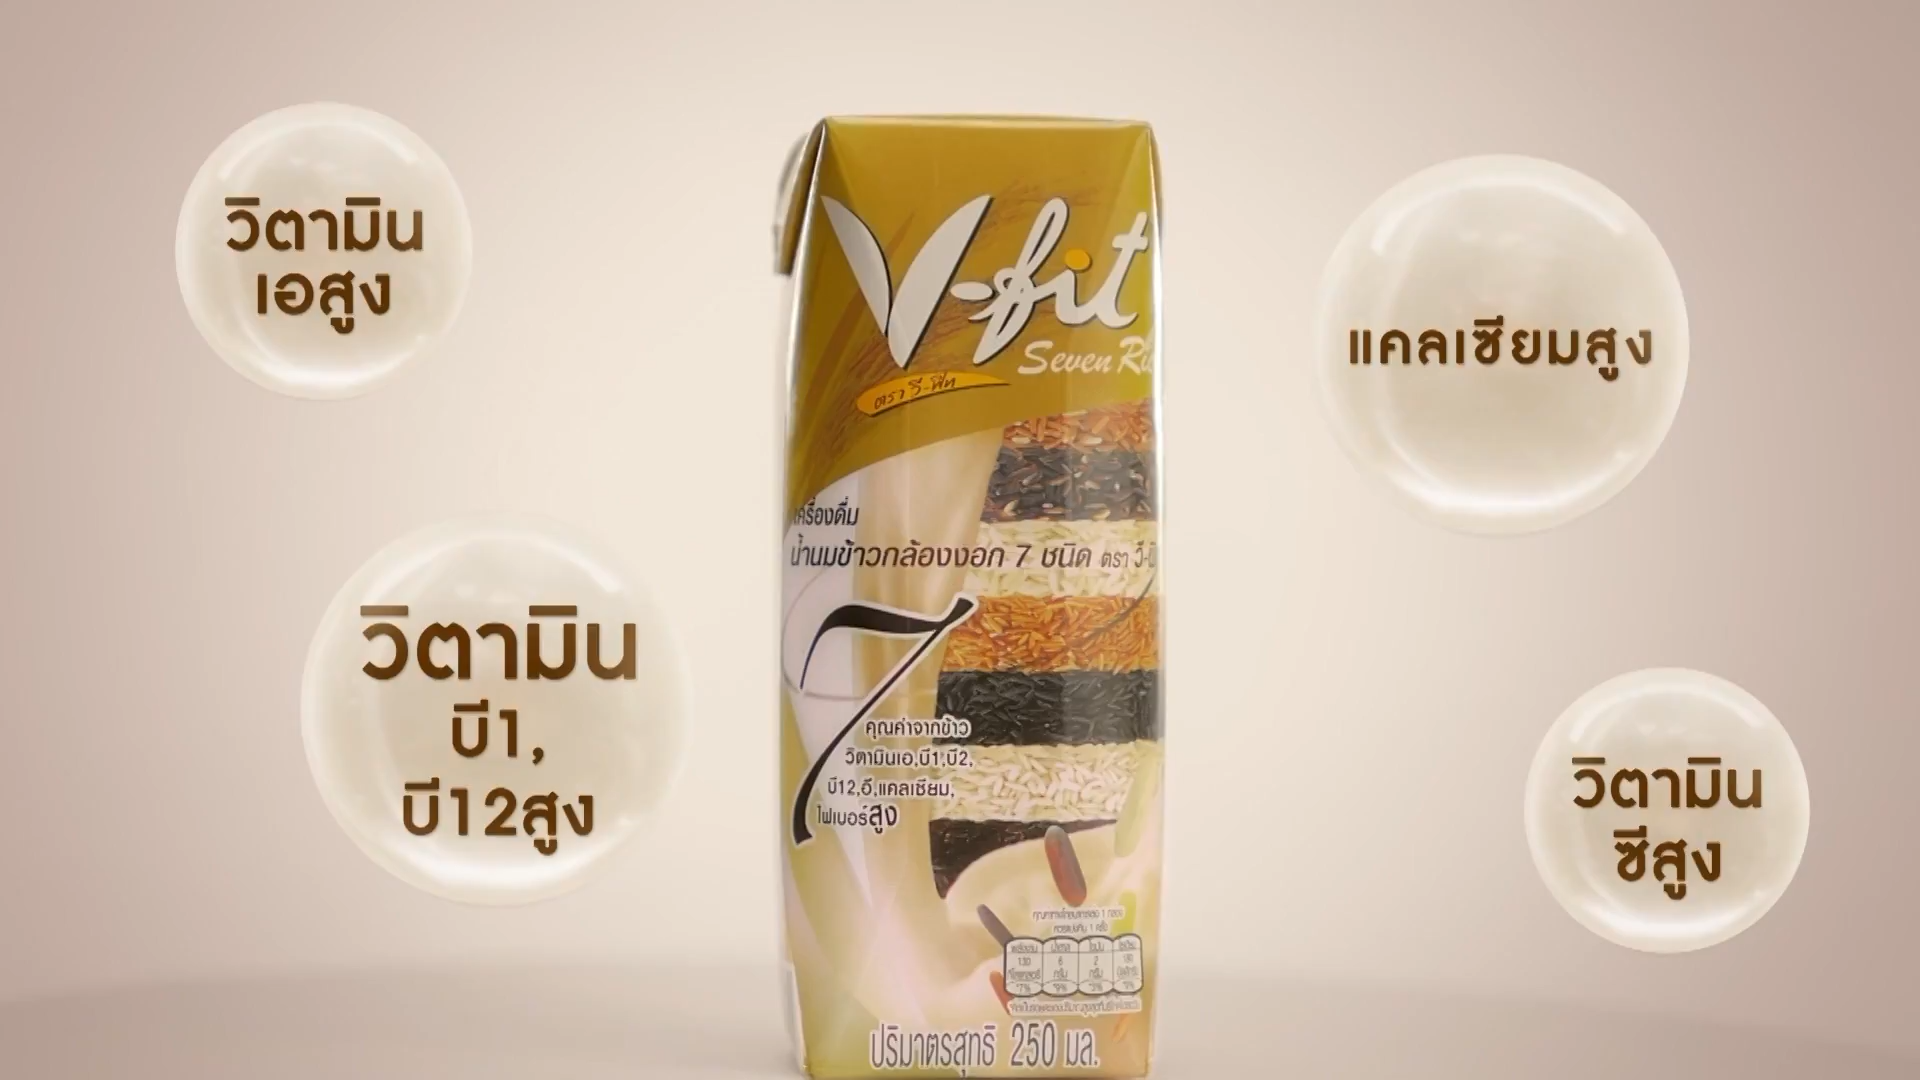 วิตามิน
เอสูง
วิตามิน
บี1,
บี12สูง
V-fit
Seven
ตรา วี-ฟิท
เครื่องดื่ม
น้ำนมข้าวกล้องงอก 7 ชนิด ตรา
7
คุณค่าจากข้าว
วิตามินเอ,บี1,บี2,
บี12,อี,แคลเซียม,
ไฟเบอร์สูง
130 6 2
ปริมาตรสุทธิ 250 มล.
แคลเซียมสูง
วิตามิน
ซีสูง